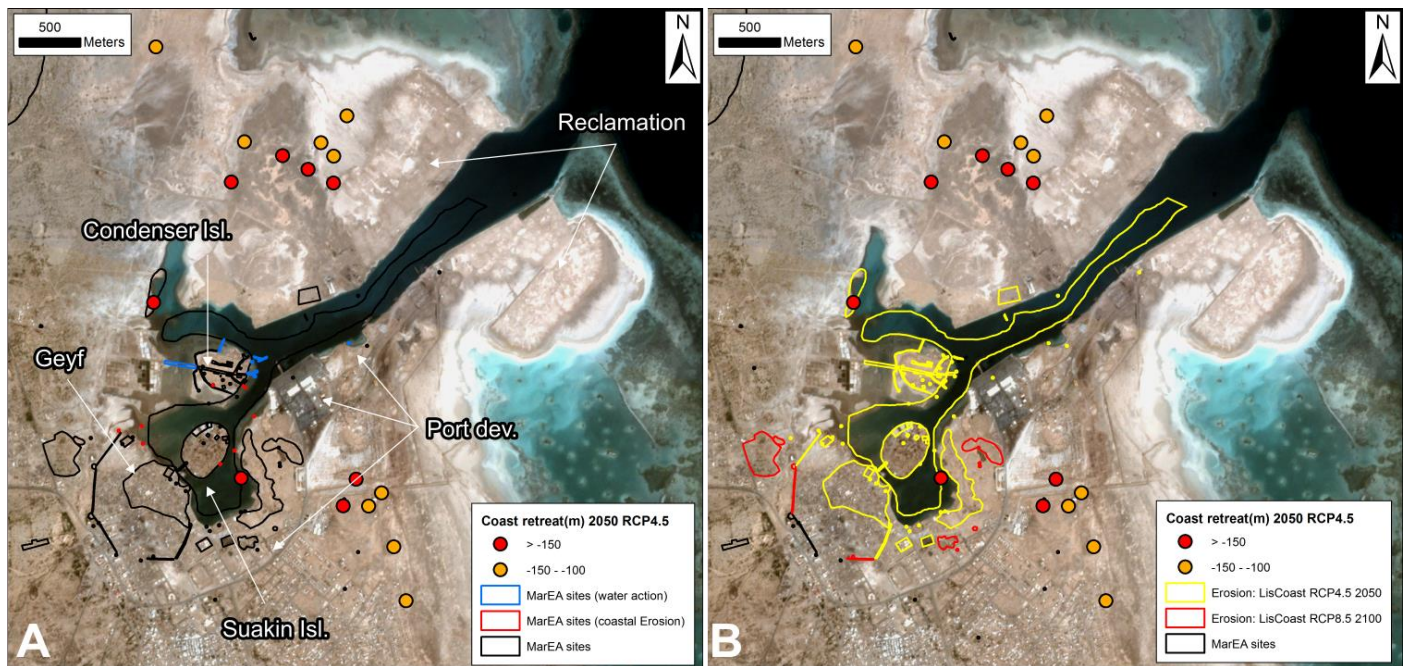 500
Meters
N
Reclamation
Condenser Isl.
Geyf
Port dev.
Suakin Isl.
Coast retreat(m) 2050 RCP4.5
> -150
-150 - -100
MarEA sites (water action)
MarEA sites (coastal Erosion)
MarEA sites
A
500
Meters
N
Coast retreat(m) 2050 RCP4.5
> -150
-150 - -100
Erosion: LisCoast RCP4.5 2050
Erosion: LisCoast RCP8.5 2100
MarEA sites
B